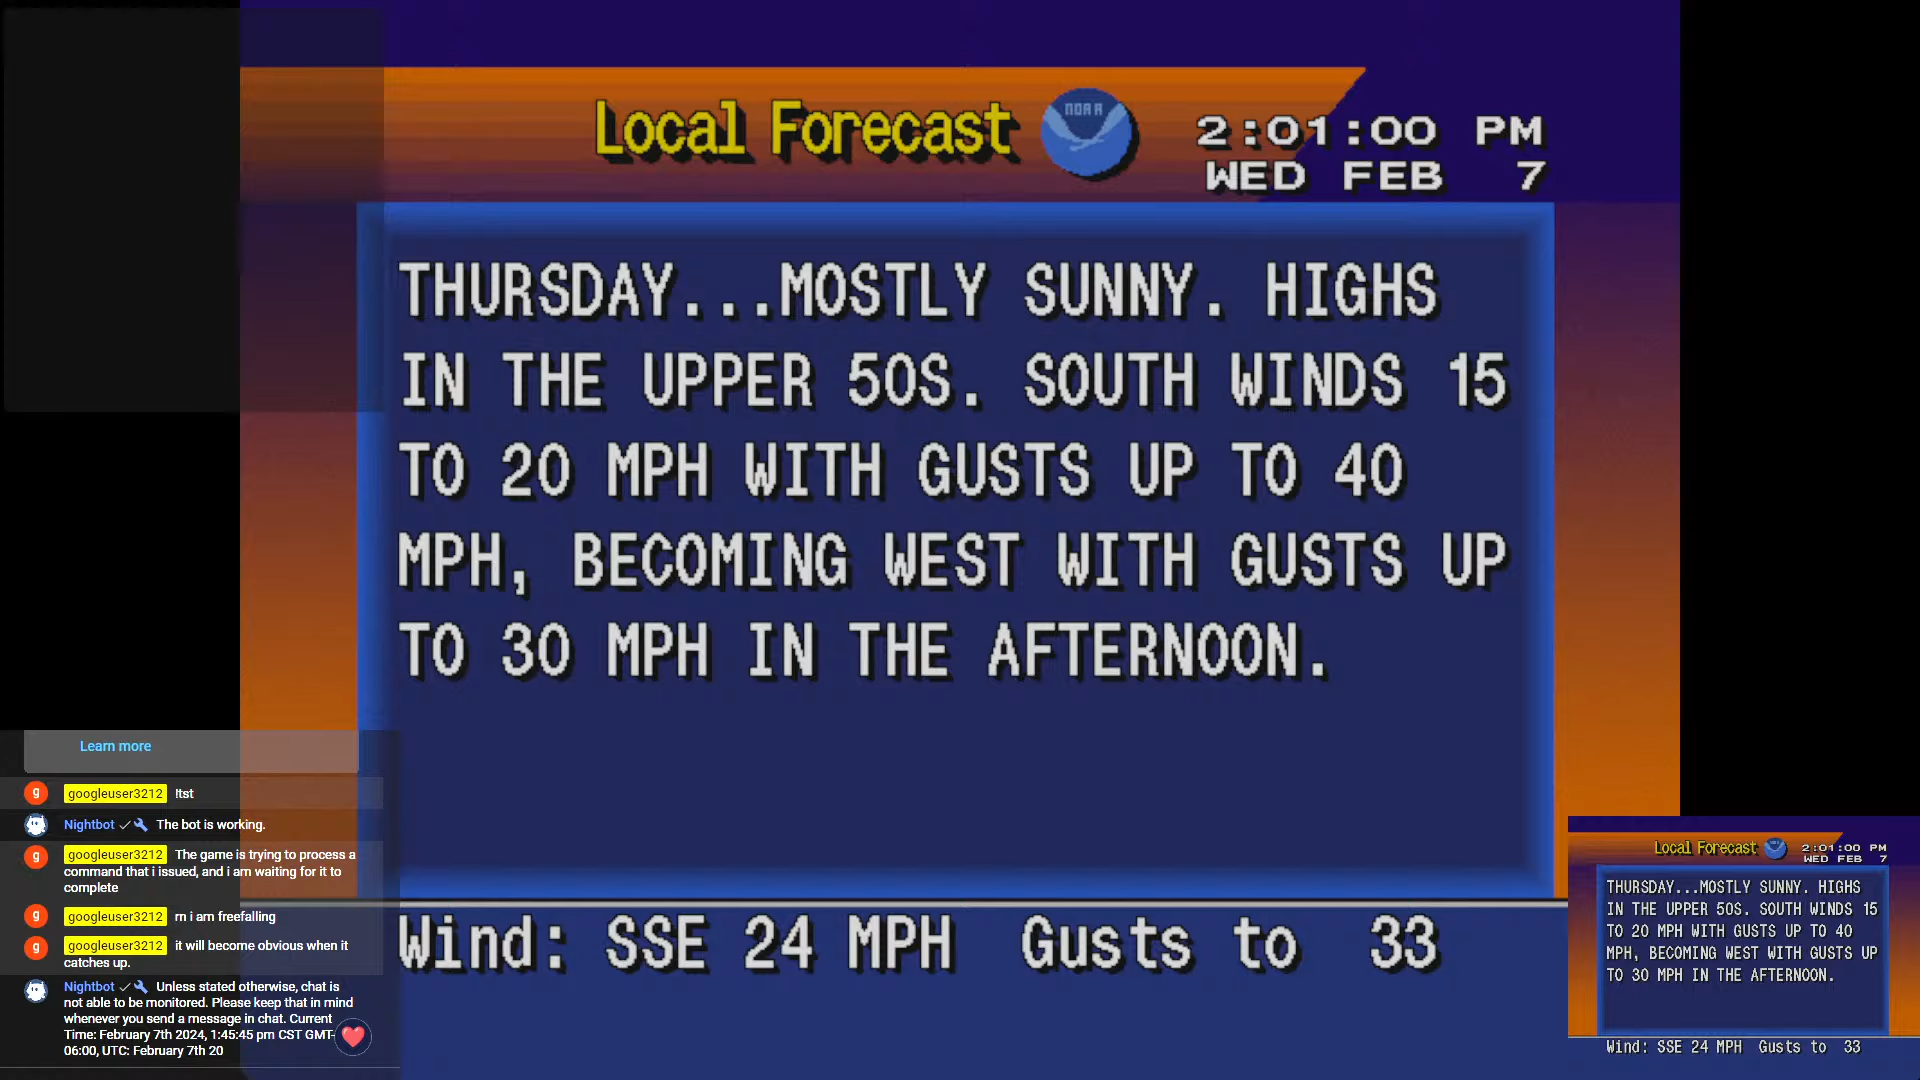 Local Forecast
NOAA
2:01:00 PM
WED FEB 7
THURSDAY...MOSTLY SUNNY. HIGHS
IN THE UPPER 50S. SOUTH WINDS 15
TO 20 MPH WITH GUSTS UP TO 40
MPH, BECOMING WEST WITH GUSTS UP
TO 30 MPH IN THE AFTERNOON.
Wind: SSE 24 MPH Gusts to 33
Learn more
g googleuser3212 !tst
Nightbot The bot is working.
g googleuser3212 The game is trying to process a
command that i issued, and i am waiting for it to
complete
g googleuser3212 rn i am freefalling
g googleuser3212 it will become obvious when it
catches up.
Nightbot Unless stated otherwise, chat is
not able to be monitored. Please keep that in mind
whenever you send a message in chat. Current
Time: February 7th 2024, 1:45:45 pm CST GMT-
06:00, UTC: February 7th 20
Local Forecast
2:01:00 PM
WED FEB 7
THURSDAY...MOSTLY SUNNY. HIGHS
IN THE UPPER 50S. SOUTH WINDS 15
TO 20 MPH WITH GUSTS UP TO 40
MPH, BECOMING WEST WITH GUSTS UP
TO 30 MPH IN THE AFTERNOON.
Wind: SSE 24 MPH Gusts to 33